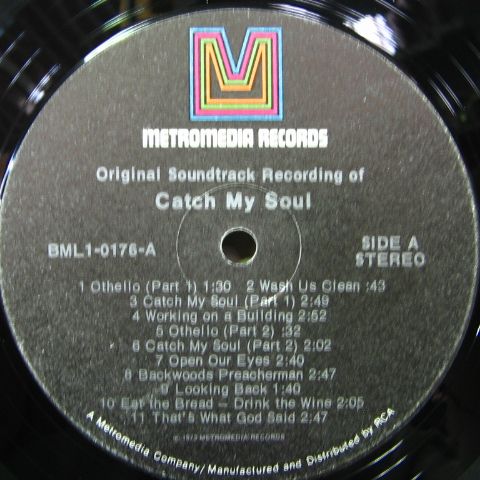 METROMEDIA RECORDS
Original Soundtrack Recording of
Catch My Soul
BML1-0176-A
SIDE A
STEREO
1 Othello (Part 1) 1:30 2 Wash Us Clean :43
3 Catch My Soul (Part 1) 2:49
4 Working on a Building 2:52
5 Othello (Part 2) :32
6 Catch My Soul (Part 2) 2:02
7 Open Our Eyes 2:40
8 Backwoods Preacherman 2:47
9 Looking Back 1:40
10 Eat the Bread – Drink the Wine 2:05
11 That's What God Said 2:47
© 1973 METROMEDIA RECORDS
A Metromedia Company/Manufactured and Distributed by RCA